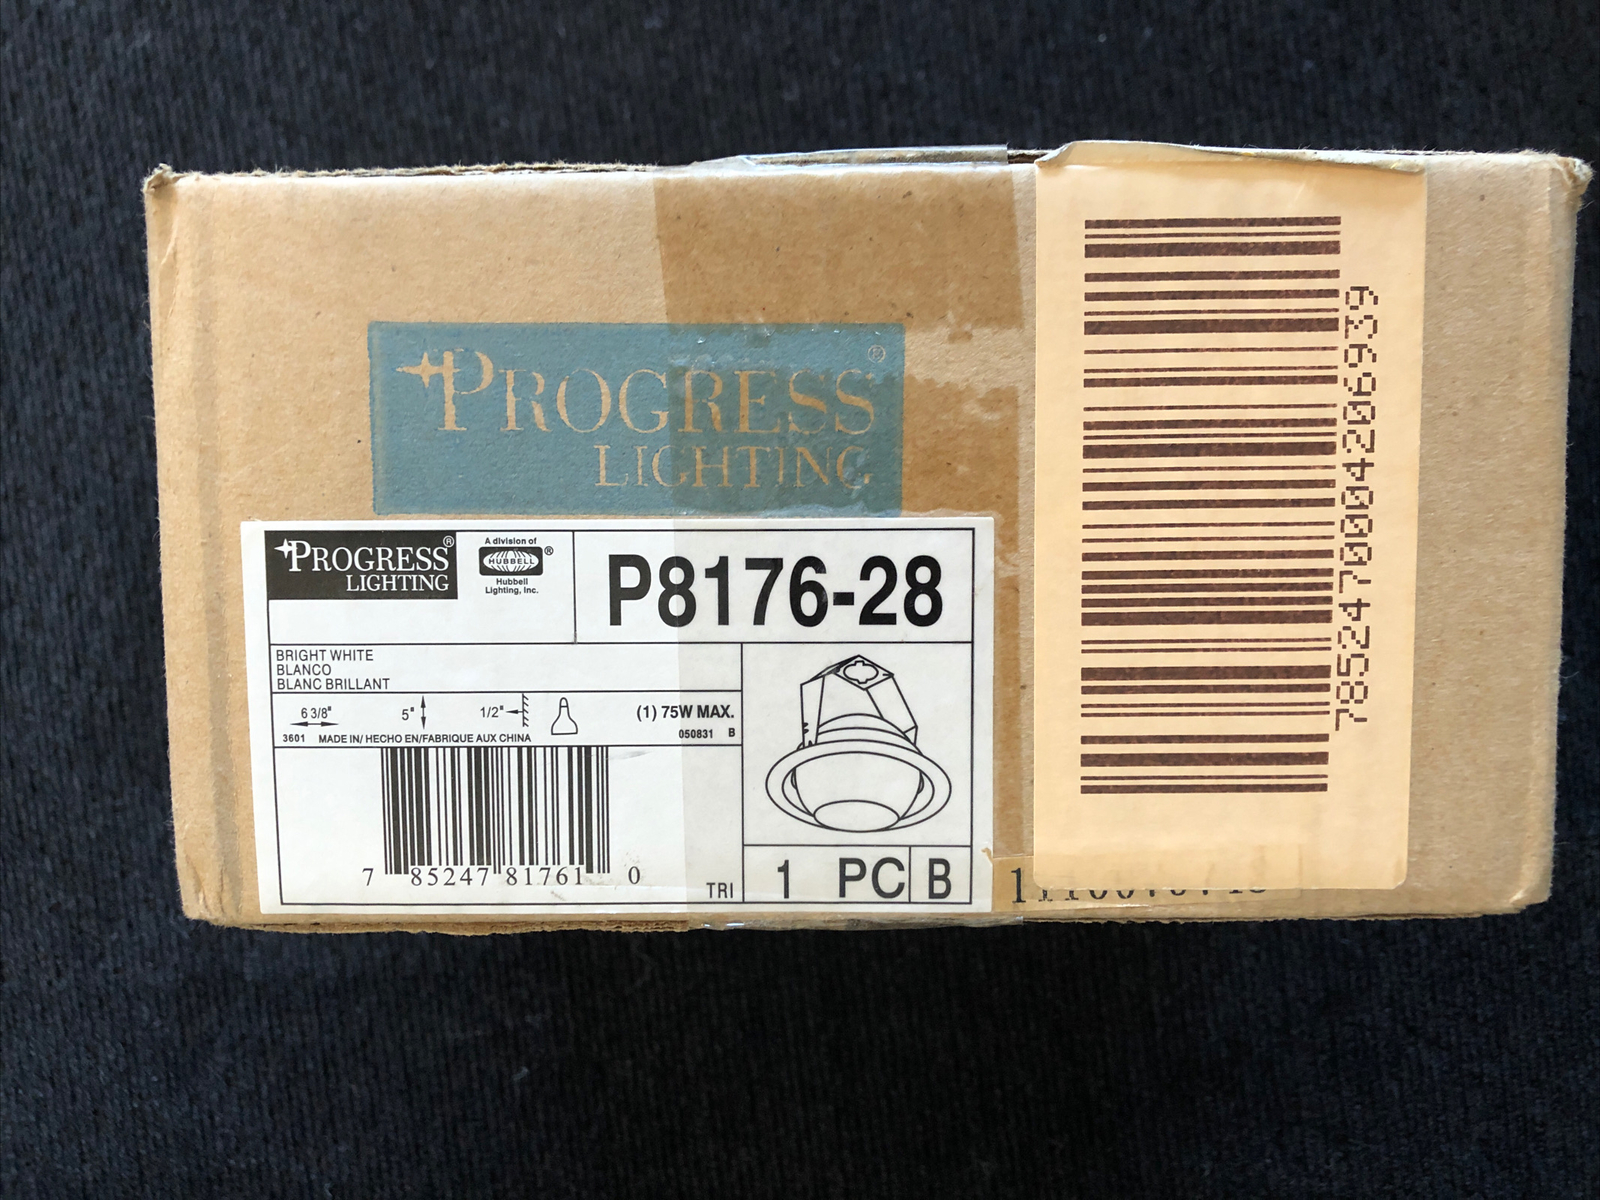 PROGRESS®
LIGHTING
PROGRESS®
LIGHTING
A division of
HUBBELL®
Hubbell
Lighting, Inc.
P8176-28
BRIGHT WHITE
BLANCO
BLANC BRILLANT
6 3/8" 5" 1/2" (1) 75W MAX.
3601 MADE IN/ HECHO EN/FABRIQUE AUX CHINA 050831 B
7 85247 81761 0
TRI
1 PC B
7852470004206939